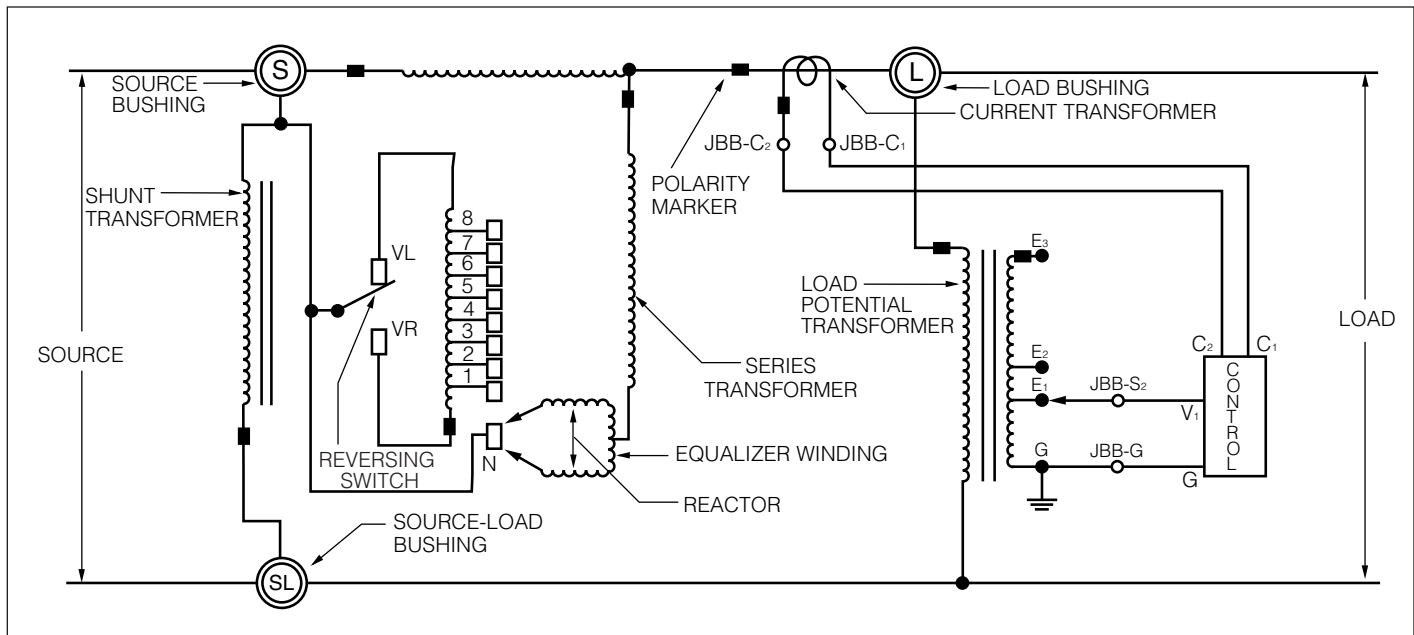 S
L
SOURCE
BUSHING
LOAD BUSHING
CURRENT TRANSFORMER
JBB-C₂
JBB-C₁
POLARITY
MARKER
SHUNT
TRANSFORMER
VL
VR
8
7
6
5
4
3
2
1
N
REVERSING
SWITCH
SERIES
TRANSFORMER
EQUALIZER WINDING
REACTOR
LOAD
POTENTIAL
TRANSFORMER
E₃
E₂
E₁
G
JBB-S₂
JBB-G
C₂
C₁
V₁
G
CONTROL
SOURCE
LOAD
SOURCE-LOAD
BUSHING
SL